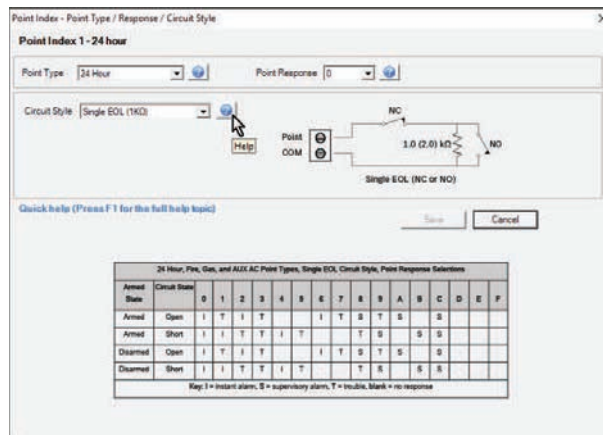 Point Index - Point Type / Response / Circuit Style
Point Index 1 - 24 hour
Point Type 24 Hour Point Response 0
Circuit Style Single EOL (1KΩ)
Help
NC
Point
COM
1.0 (2.0) kΩ
NO
Single EOL (NC or NO)
Quick help (Press F1 for the full help topic)
Save Cancel
24 Hour, Fire, Gas, and AUX AC Point Types, Single EOL Circuit Style, Point Response Selections
Armed State Circuit State 0 1 2 3 4 5 6 7 8 9 A B C D E F
Armed Open I T I T I T S T S S
Armed Short I I T T I T T S S S
Disarmed Open I T I T I T S T S S
Disarmed Short I I T T I T T S S S
Key: I = instant alarm, S = supervisory alarm, T = trouble, blank = no response